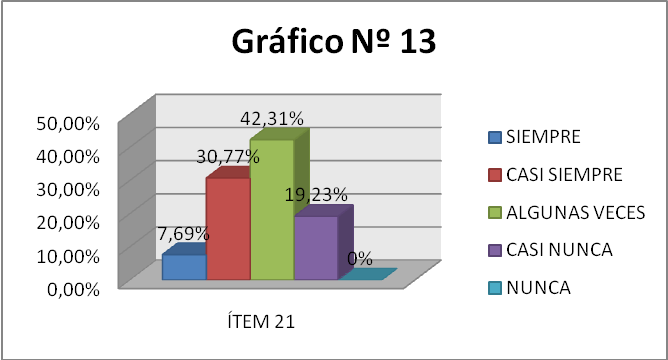 Gráfico Nº 13
50,00%
40,00%
30,00%
20,00%
10,00%
0,00%
7,69%
30,77%
42,31%
19,23%
0%
ÍTEM 21
SIEMPRE
CASI SIEMPRE
ALGUNAS VECES
CASI NUNCA
NUNCA